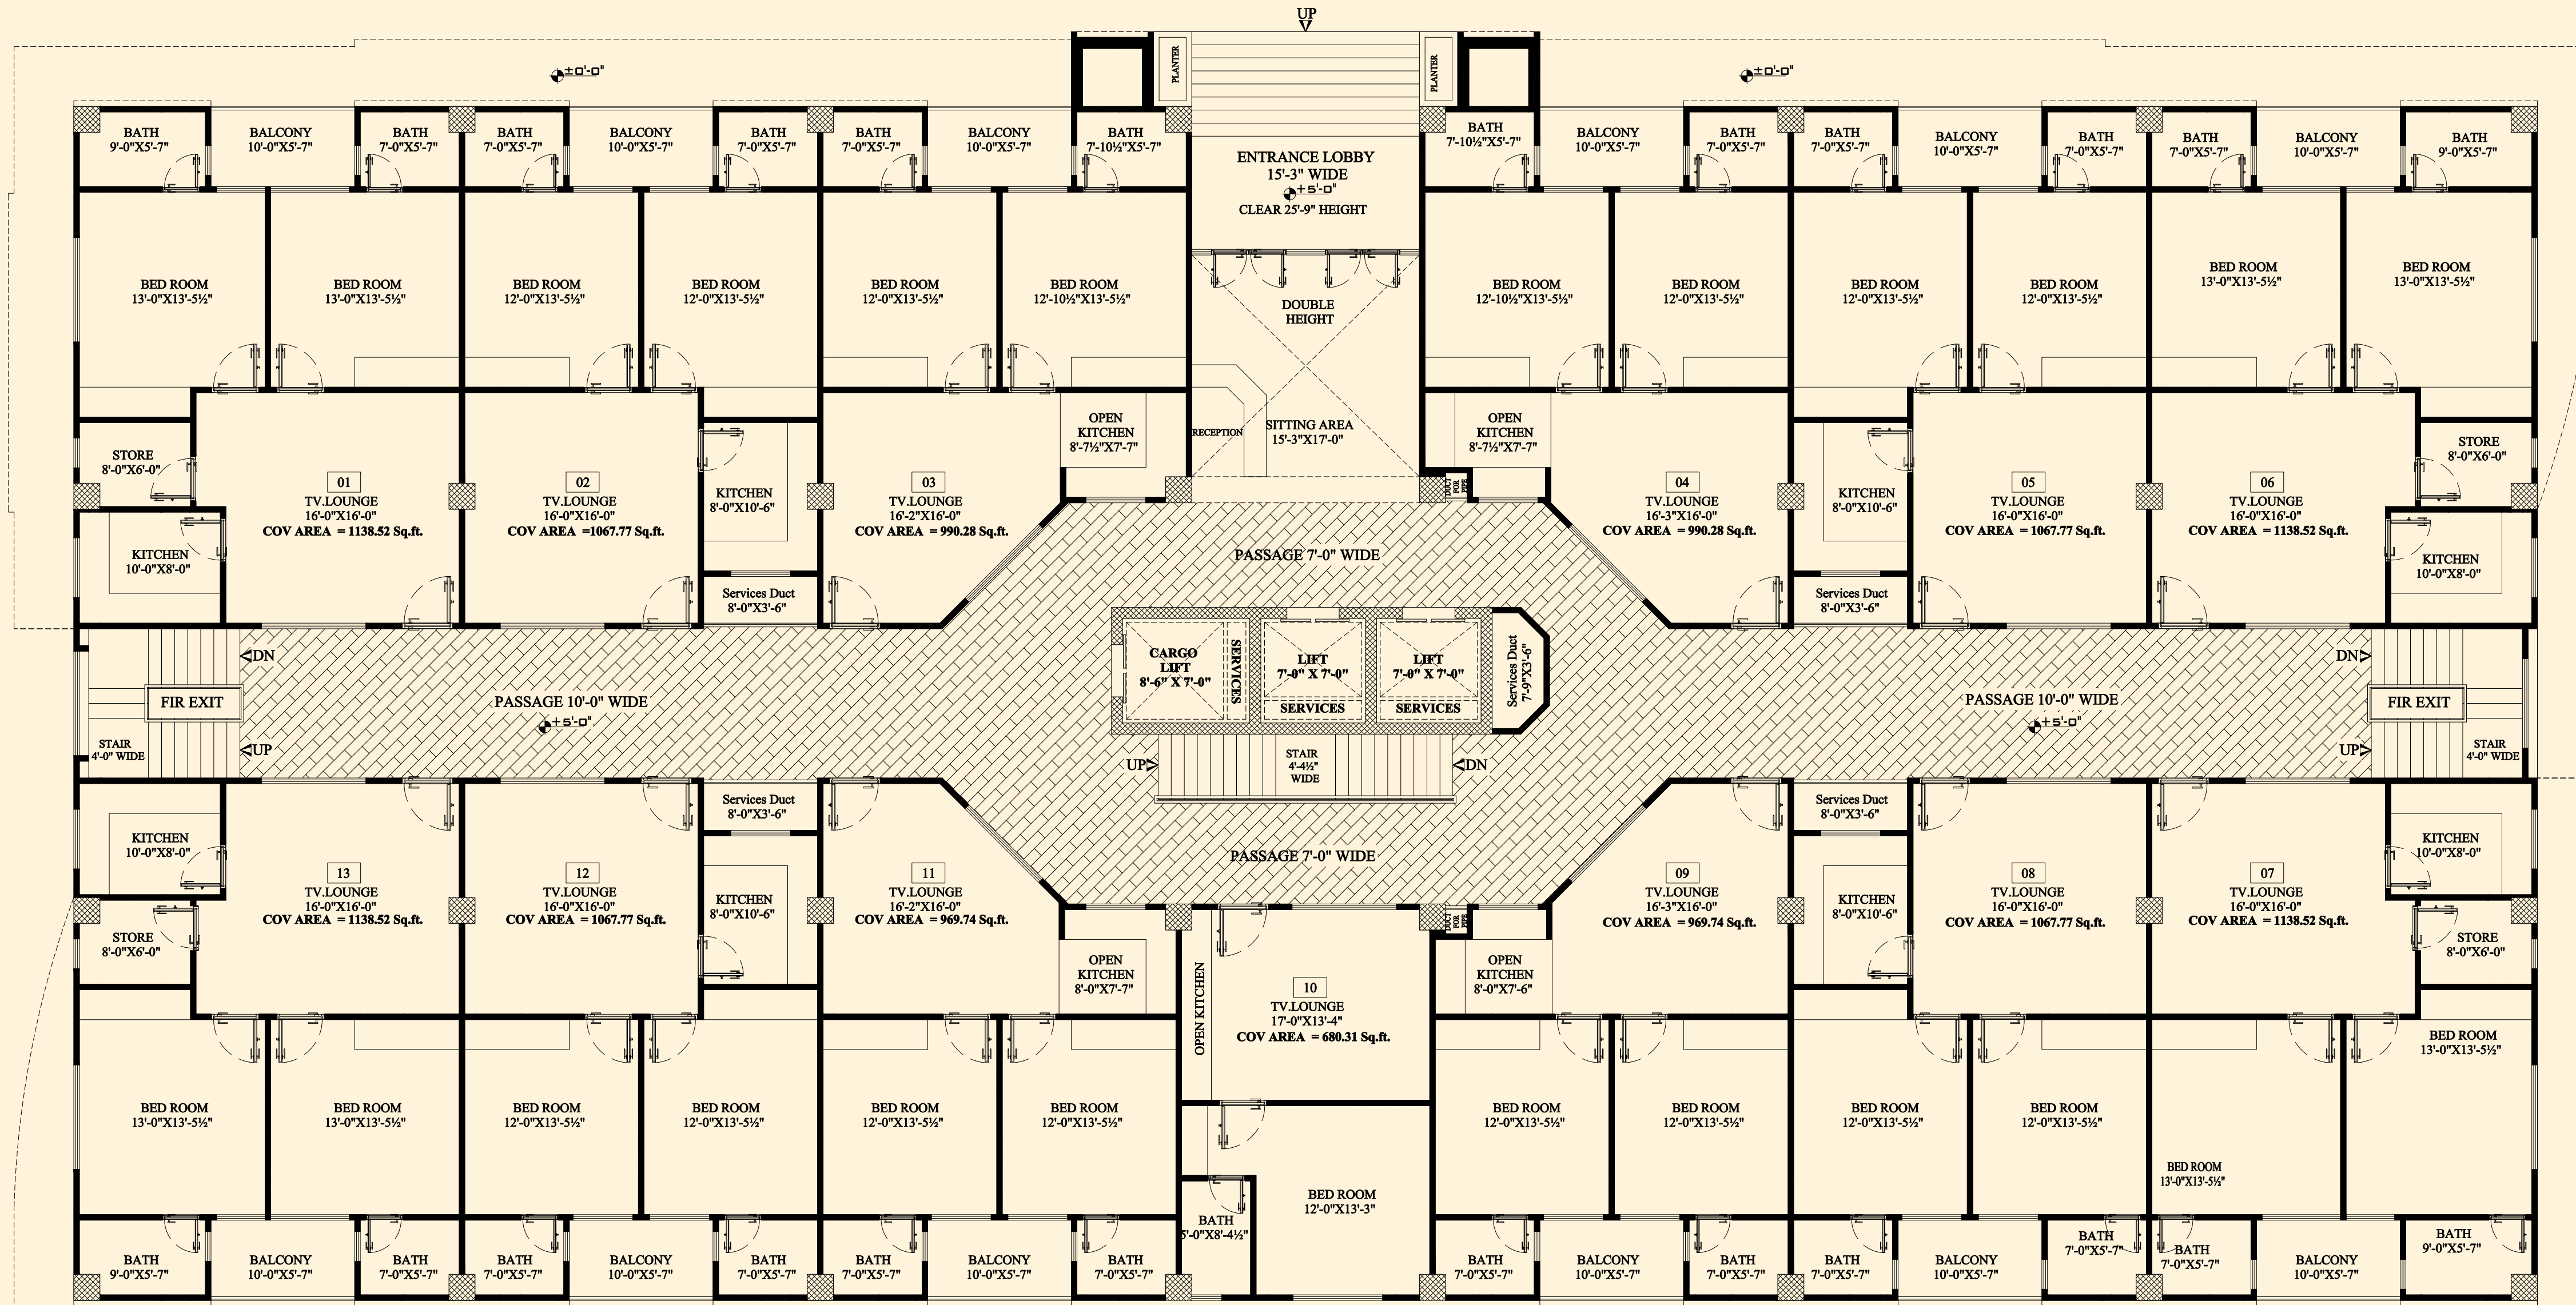 UP
PLANTER
PLANTER
±0'-0"
±0'-0"
BATH
9'-0"X5'-7"
BALCONY
10'-0"X5'-7"
BATH
7'-0"X5'-7"
BATH
7'-0"X5'-7"
BALCONY
10'-0"X5'-7"
BATH
7'-0"X5'-7"
BATH
7'-0"X5'-7"
BALCONY
10'-0"X5'-7"
BATH
7'-10½"X5'-7"
ENTRANCE LOBBY
15'-3" WIDE
+5'-0"
CLEAR 25'-9" HEIGHT
BATH
7'-10½"X5'-7"
BALCONY
10'-0"X5'-7"
BATH
7'-0"X5'-7"
BATH
7'-0"X5'-7"
BALCONY
10'-0"X5'-7"
BATH
7'-0"X5'-7"
BATH
7'-0"X5'-7"
BALCONY
10'-0"X5'-7"
BATH
9'-0"X5'-7"
BED ROOM
13'-0"X13'-5½"
BED ROOM
13'-0"X13'-5½"
BED ROOM
12'-0"X13'-5½"
BED ROOM
12'-0"X13'-5½"
BED ROOM
12'-0"X13'-5½"
BED ROOM
12'-10½"X13'-5½"
DOUBLE
HEIGHT
BED ROOM
12'-10½"X13'-5½"
BED ROOM
12'-0"X13'-5½"
BED ROOM
12'-0"X13'-5½"
BED ROOM
12'-0"X13'-5½"
BED ROOM
13'-0"X13'-5½"
BED ROOM
13'-0"X13'-5½"
STORE
8'-0"X6'-0"
KITCHEN
10'-0"X8'-0"
01
TV.LOUNGE
16'-0"X16'-0"
COV AREA = 1138.52 Sq.ft.
02
TV.LOUNGE
16'-0"X16'-0"
COV AREA =1067.77 Sq.ft.
KITCHEN
8'-0"X10'-6"
Services Duct
8'-0"X3'-6"
03
TV.LOUNGE
16'-2"X16'-0"
COV AREA = 990.28 Sq.ft.
OPEN
KITCHEN
8'-7½"X7'-7"
RECEPTION
SITTING AREA
15'-3"X17'-0"
OPEN
KITCHEN
8'-7½"X7'-7"
DUCT
FOR
PIPE
04
TV.LOUNGE
16'-3"X16'-0"
COV AREA = 990.28 Sq.ft.
KITCHEN
8'-0"X10'-6"
Services Duct
8'-0"X3'-6"
05
TV.LOUNGE
16'-0"X16'-0"
COV AREA = 1067.77 Sq.ft.
06
TV.LOUNGE
16'-0"X16'-0"
COV AREA = 1138.52 Sq.ft.
STORE
8'-0"X6'-0"
KITCHEN
10'-0"X8'-0"
PASSAGE 7'-0" WIDE
DN
FIR EXIT
UP
STAIR
4'-0" WIDE
PASSAGE 10'-0" WIDE
+5'-0"
CARGO
LIFT
8'-6" X 7'-0"
SERVICES
LIFT
7'-0" X 7'-0"
SERVICES
LIFT
7'-0" X 7'-0"
SERVICES
Services Duct
7'-9"X3'-6"
UP
STAIR
4'-4½"
WIDE
DN
PASSAGE 10'-0" WIDE
+5'-0"
DN
FIR EXIT
UP
STAIR
4'-0" WIDE
PASSAGE 7'-0" WIDE
KITCHEN
10'-0"X8'-0"
STORE
8'-0"X6'-0"
13
TV.LOUNGE
16'-0"X16'-0"
COV AREA = 1138.52 Sq.ft.
12
TV.LOUNGE
16'-0"X16'-0"
COV AREA = 1067.77 Sq.ft.
Services Duct
8'-0"X3'-6"
KITCHEN
8'-0"X10'-6"
11
TV.LOUNGE
16'-2"X16'-0"
COV AREA = 969.74 Sq.ft.
OPEN
KITCHEN
8'-0"X7'-7"
OPEN KITCHEN
10
TV.LOUNGE
17'-0"X13'-4"
COV AREA = 680.31 Sq.ft.
DUCT
FOR
PIPE
OPEN
KITCHEN
8'-0"X7'-6"
09
TV.LOUNGE
16'-3"X16'-0"
COV AREA = 969.74 Sq.ft.
Services Duct
8'-0"X3'-6"
KITCHEN
8'-0"X10'-6"
08
TV.LOUNGE
16'-0"X16'-0"
COV AREA = 1067.77 Sq.ft.
07
TV.LOUNGE
16'-0"X16'-0"
COV AREA = 1138.52 Sq.ft.
KITCHEN
10'-0"X8'-0"
STORE
8'-0"X6'-0"
BED ROOM
13'-0"X13'-5½"
BED ROOM
13'-0"X13'-5½"
BED ROOM
12'-0"X13'-5½"
BED ROOM
12'-0"X13'-5½"
BED ROOM
12'-0"X13'-5½"
BED ROOM
12'-0"X13'-5½"
BED ROOM
12'-0"X13'-3"
BED ROOM
12'-0"X13'-5½"
BED ROOM
12'-0"X13'-5½"
BED ROOM
12'-0"X13'-5½"
BED ROOM
12'-0"X13'-5½"
BED ROOM
13'-0"X13'-5½"
BED ROOM
13'-0"X13'-5½"
BATH
9'-0"X5'-7"
BALCONY
10'-0"X5'-7"
BATH
7'-0"X5'-7"
BATH
7'-0"X5'-7"
BALCONY
10'-0"X5'-7"
BATH
7'-0"X5'-7"
BATH
7'-0"X5'-7"
BALCONY
10'-0"X5'-7"
BATH
7'-0"X5'-7"
BATH
5'-0"X8'-4½"
BATH
7'-0"X5'-7"
BALCONY
10'-0"X5'-7"
BATH
7'-0"X5'-7"
BATH
7'-0"X5'-7"
BALCONY
10'-0"X5'-7"
BATH
7'-0"X5'-7"
BATH
7'-0"X5'-7"
BALCONY
10'-0"X5'-7"
BATH
9'-0"X5'-7"